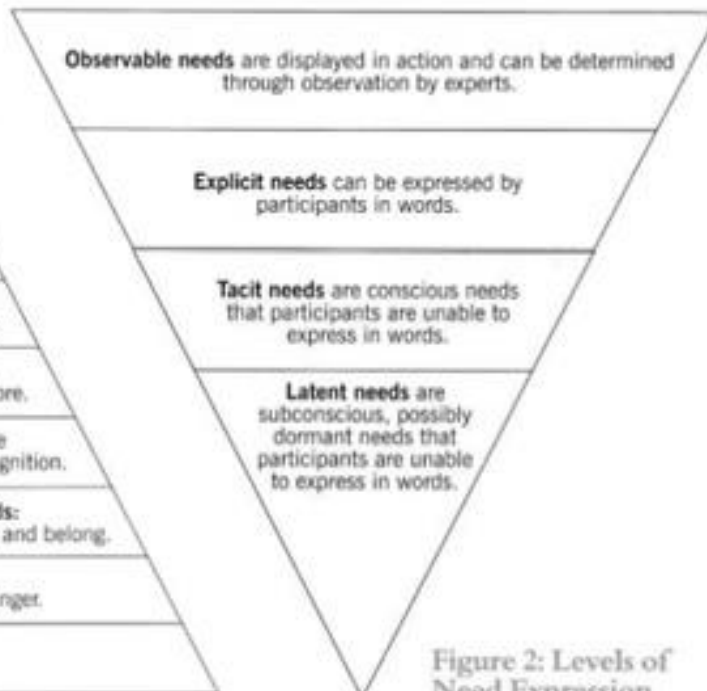 Observable needs are displayed in action and can be determined
through observation by experts.
Explicit needs can be expressed by
participants in words.
Tacit needs are conscious needs
that participants are unable to
express in words.
Latent needs are
subconscious, possibly
dormant needs that
participants are unable
to express in words.
and belong.
Figure 2: Levels of
Need Expression